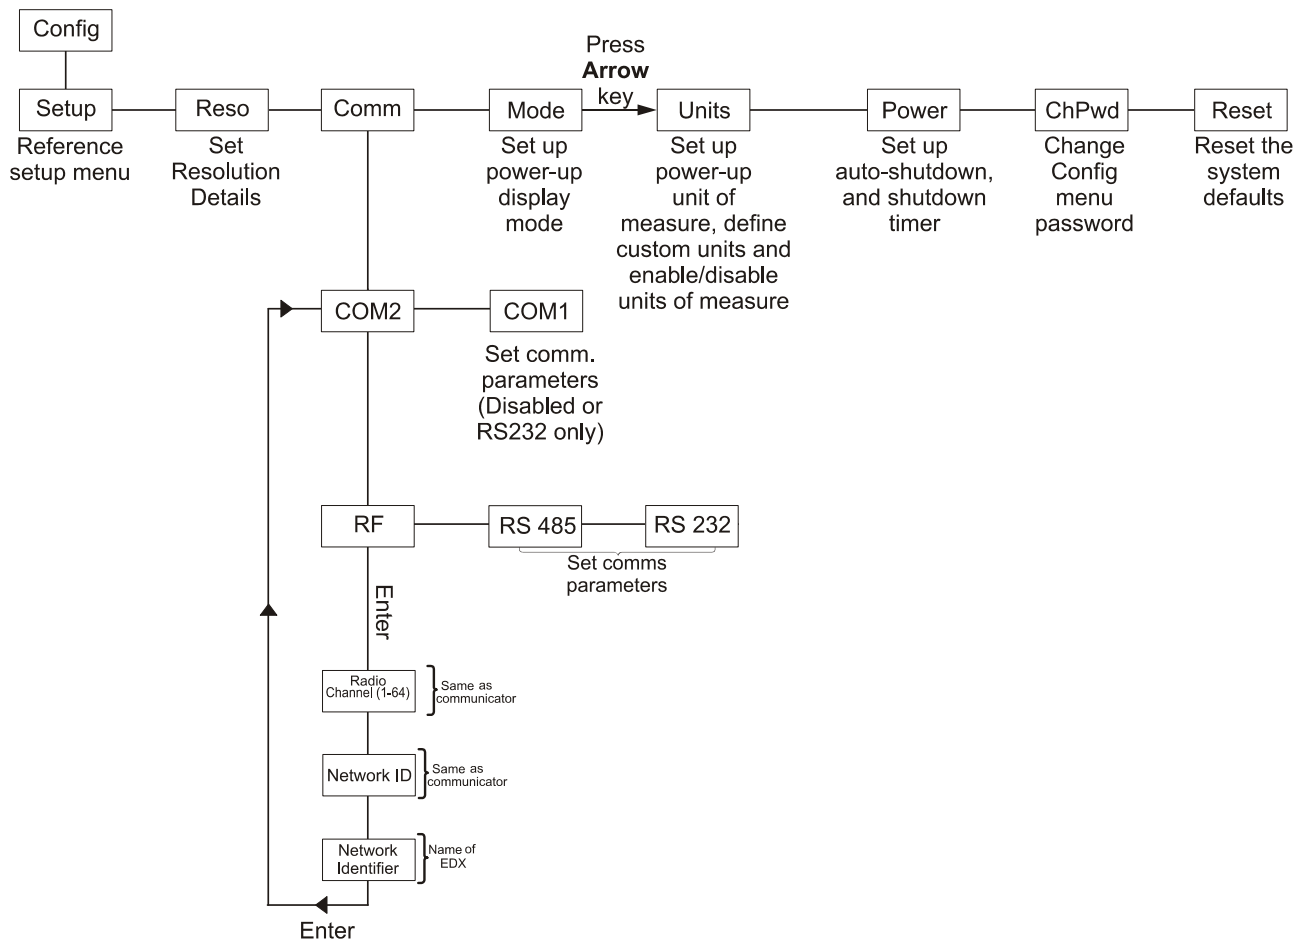 Config
Press
Arrow
key
Setup
Reso
Comm
Mode
Units
Power
ChPwd
Reset
Reference
setup menu
Set
Resolution
Details
Set up
power-up
display
mode
Set up
power-up
unit of
measure, define
custom units and
enable/disable
units of measure
Set up
auto-shutdown,
and shutdown
timer
Change
Config
menu
password
Reset the
system
defaults
COM2
COM1
Set comm.
parameters
(Disabled or
RS232 only)
RF
RS 485
RS 232
Set comms
parameters
Enter
Radio
Channel (1-64)
Same as
communicator
Network ID
Same as
communicator
Network
Identifier
Name of
EDX
Enter